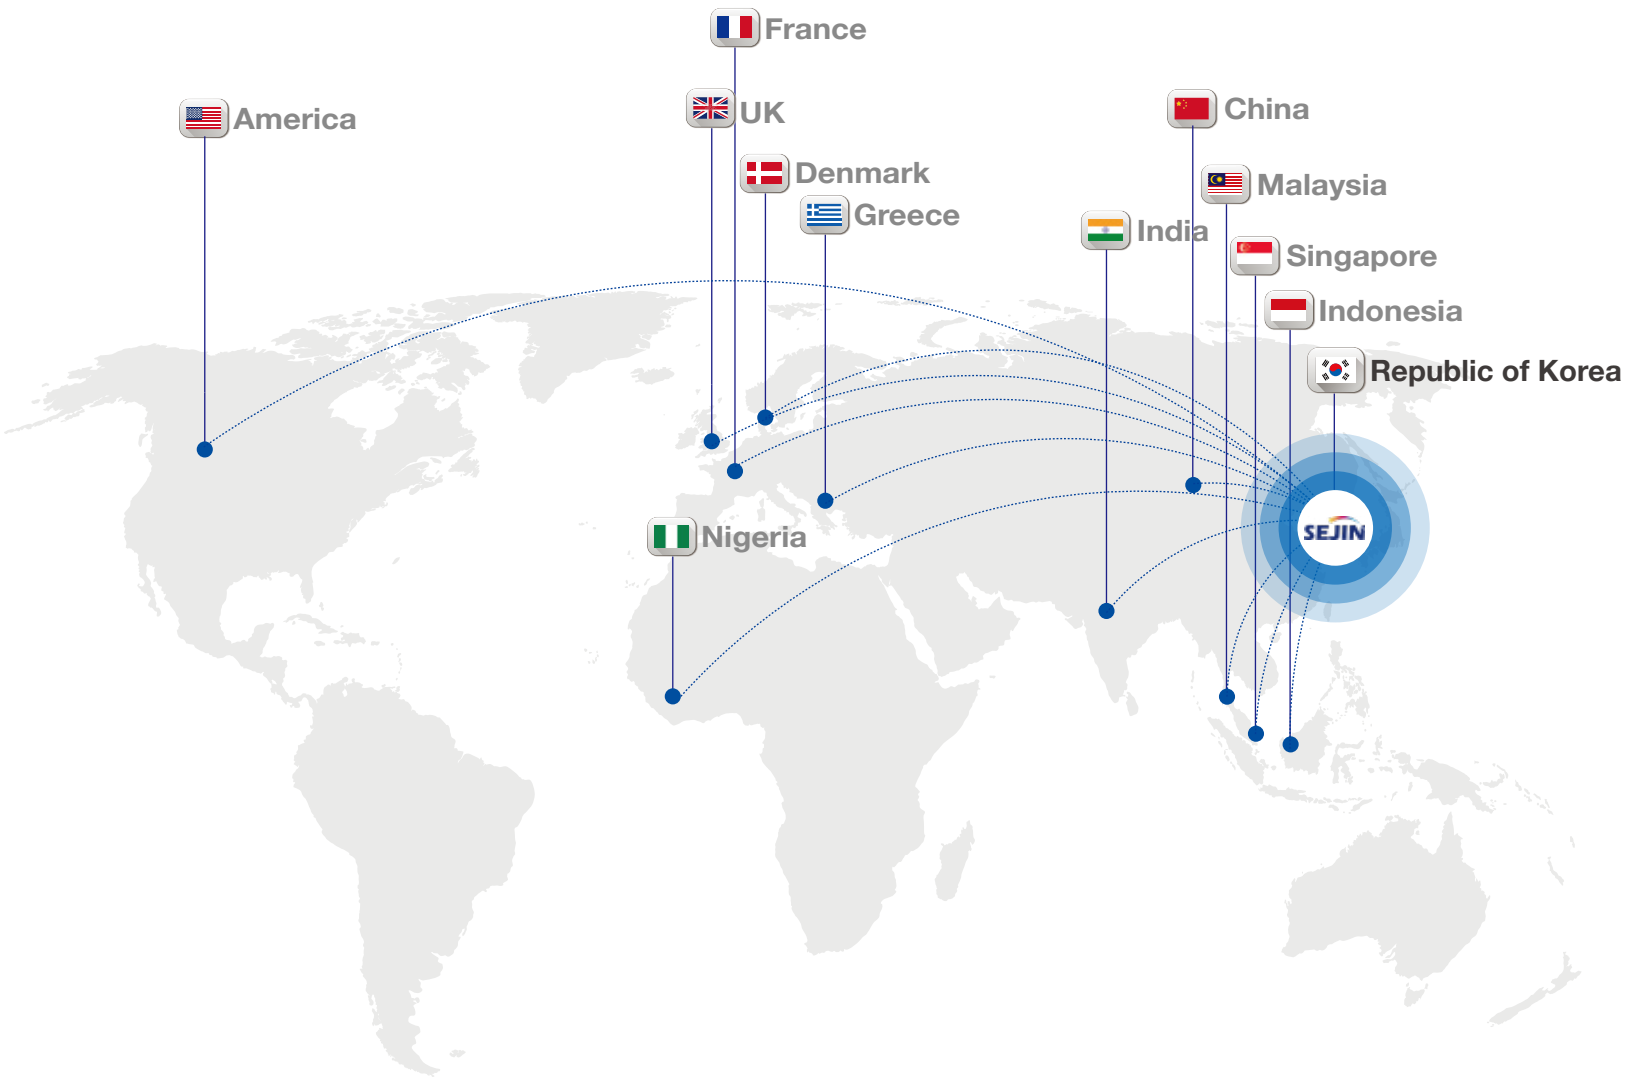 France
America
UK
China
Denmark
Malaysia
Greece
India
Singapore
Indonesia
Republic of Korea
SEJIN
Nigeria